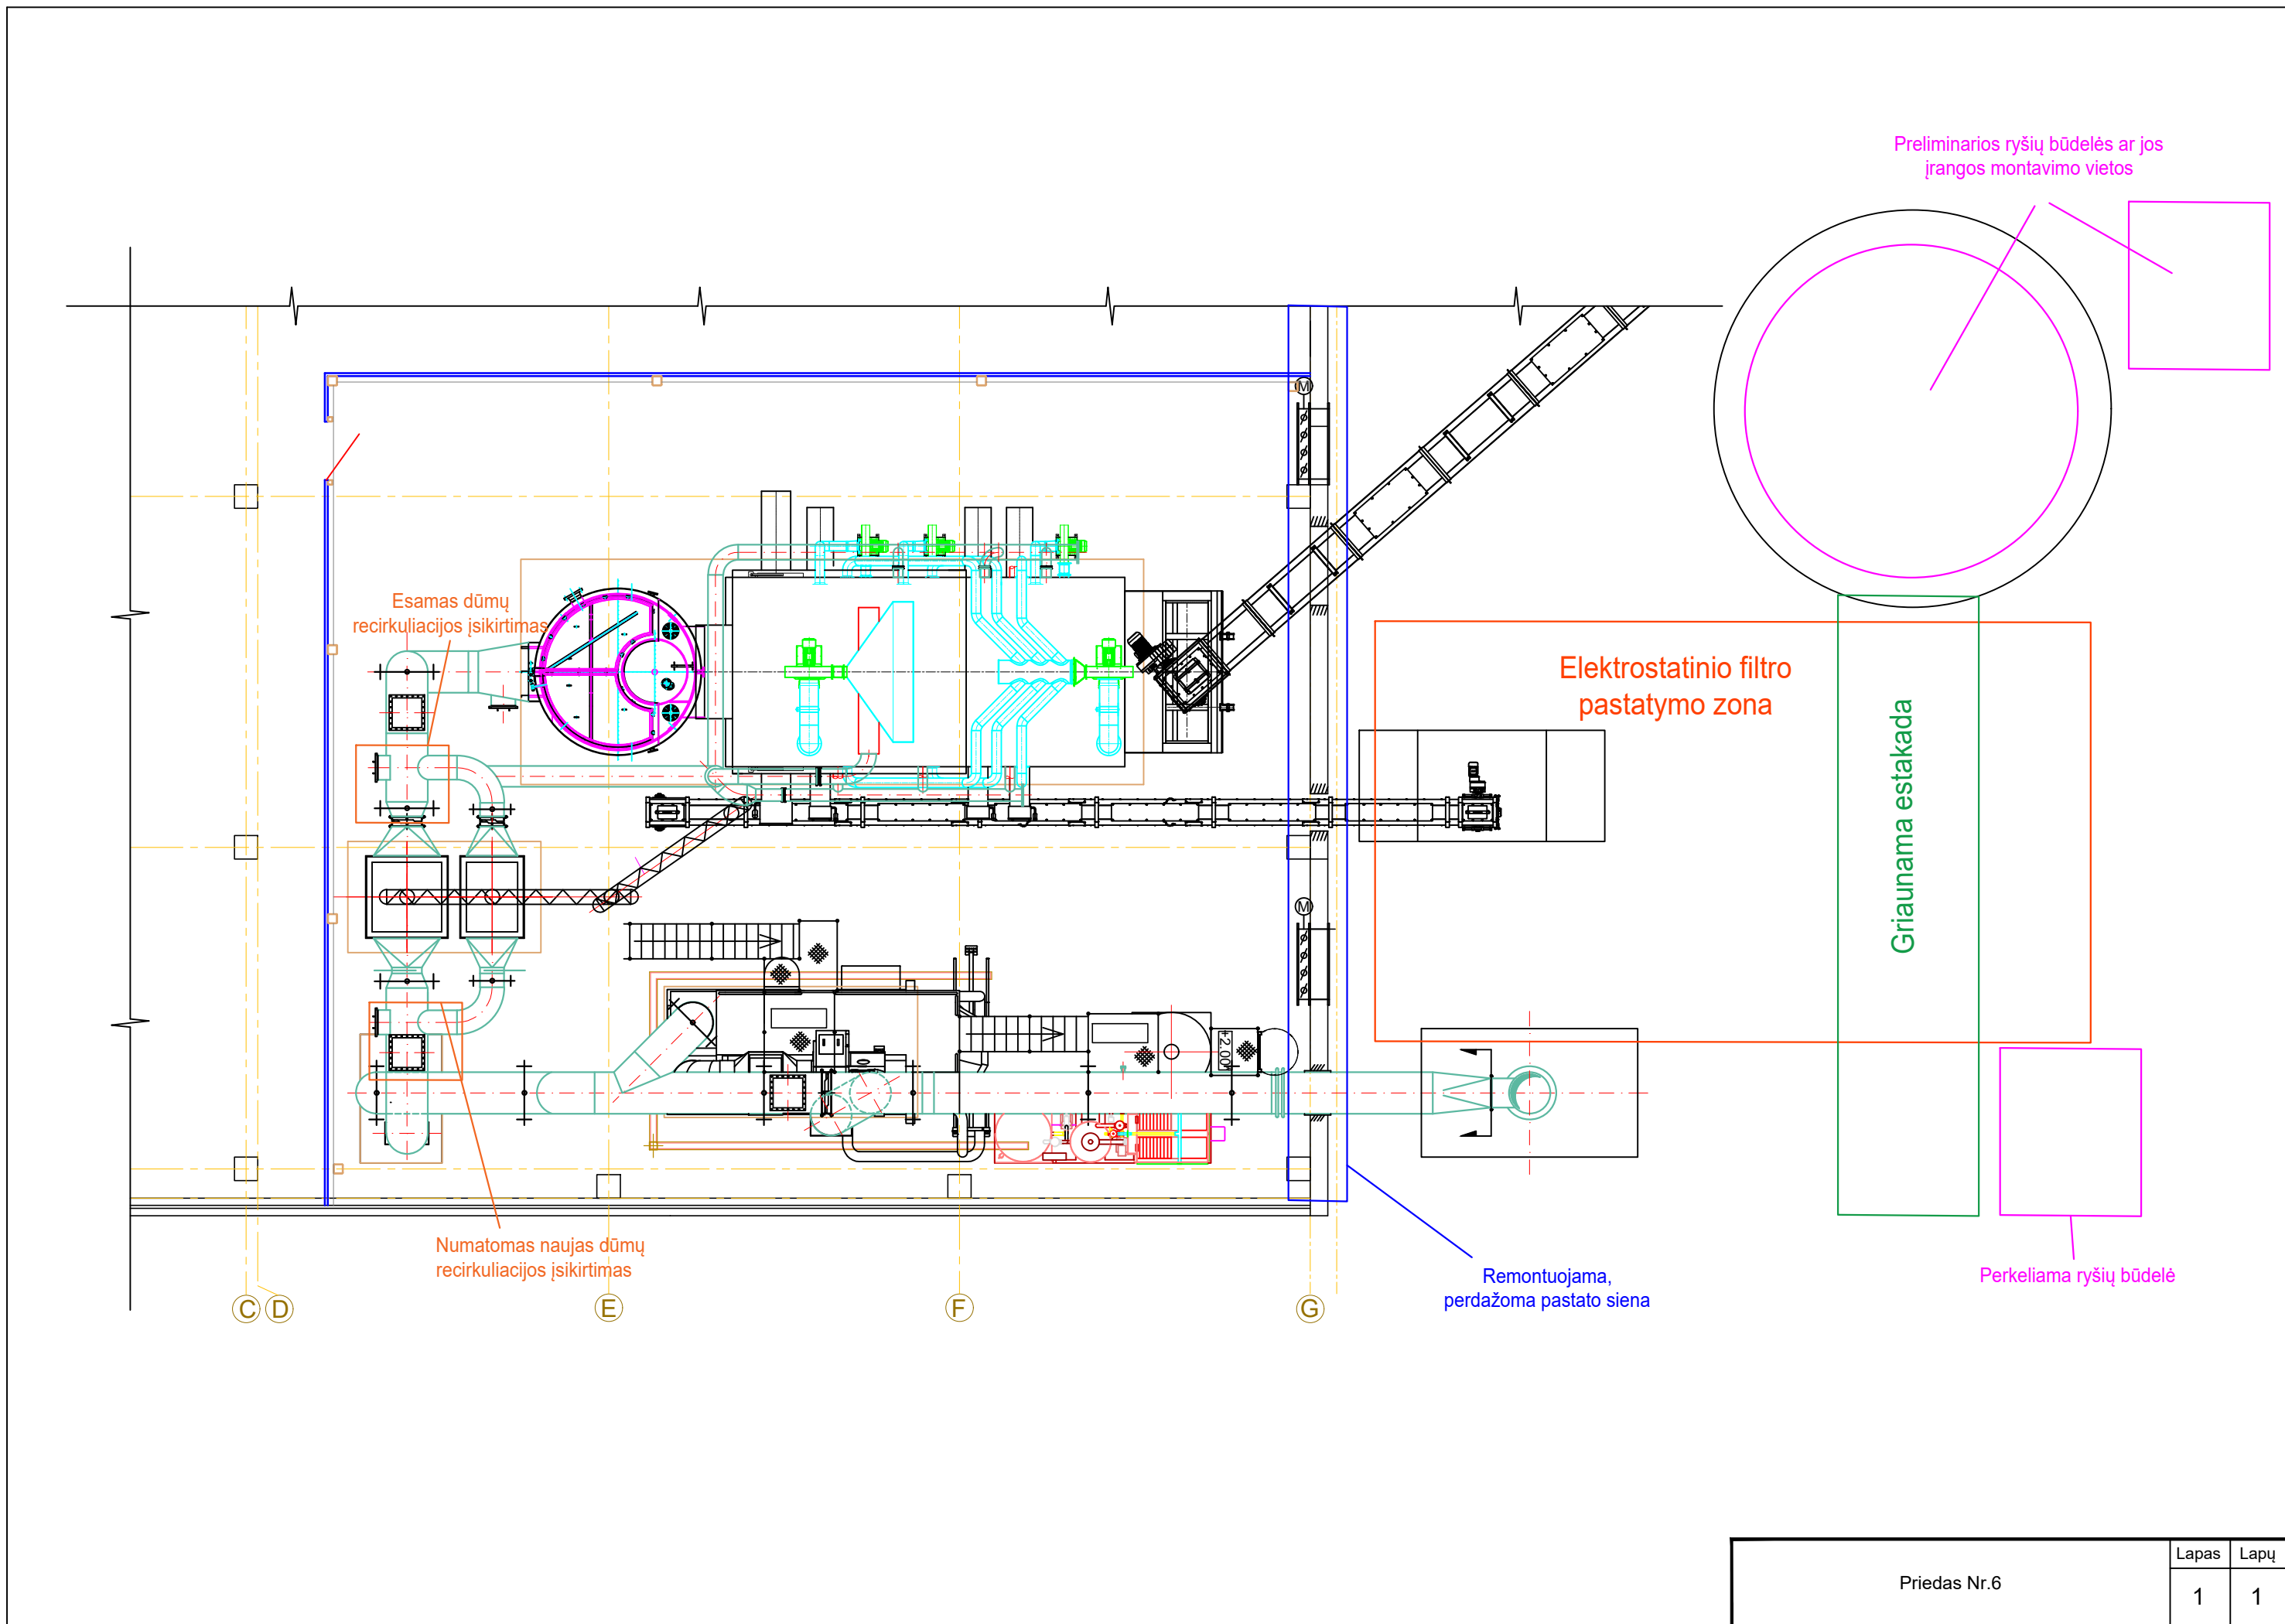 Preliminarios ryšių būdelės ar jos
įrangos montavimo vietos
M
Esamas dūmų
recirkuliacijos įsikirtimas
Elektrostatinio filtro
pastatymo zona
Griaunama estakada
M
+2.00
Numatomas naujas dūmų
recirkuliacijos įsikirtimas
Remontuojama,
perdažoma pastato siena
Perkeliama ryšių būdelė
C D E F G
Priedas Nr.6
Lapas Lapų
1 1